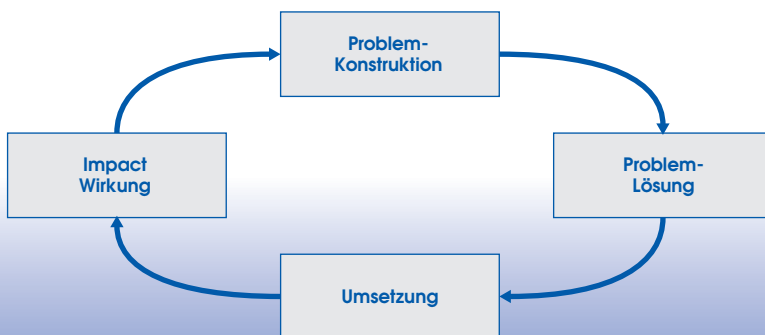 Problem-
Konstruktion
Impact
Wirkung
Problem-
Lösung
Umsetzung